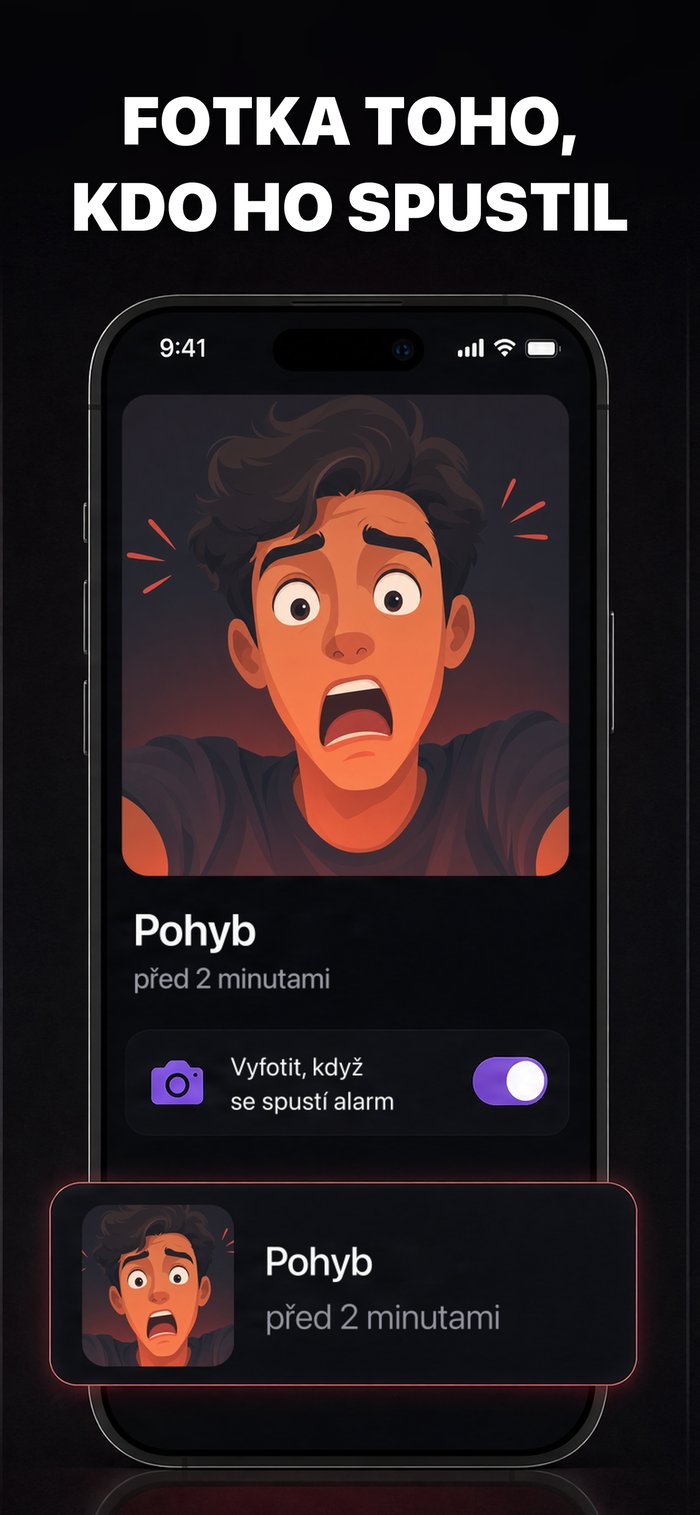 FOTKA TOHO,
KDO HO SPUSTIL
9:41
Pohyb
před 2 minutami
Vyfotit, když
se spustí alarm
Pohyb
před 2 minutami